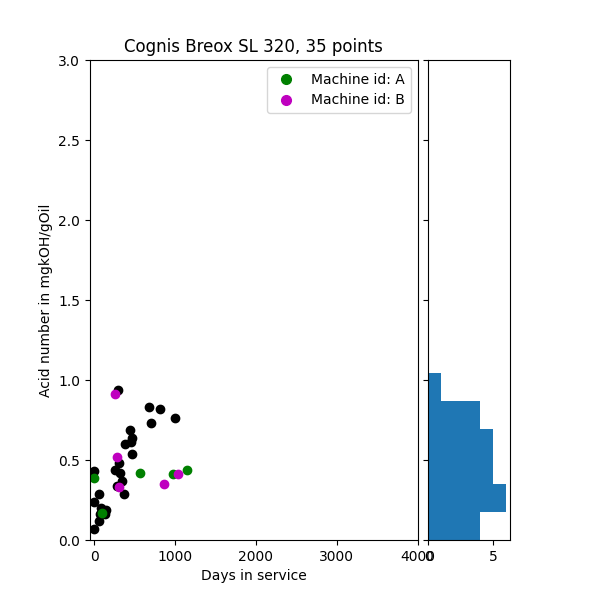 Cognis Breox SL 320, 35 points
Machine id: A
Machine id: B
3.0
2.5
2.0
1.5
1.0
0.5
0.0
Acid number in mgkOH/gOil
0
1000
2000
3000
4000
0
5
Days in service